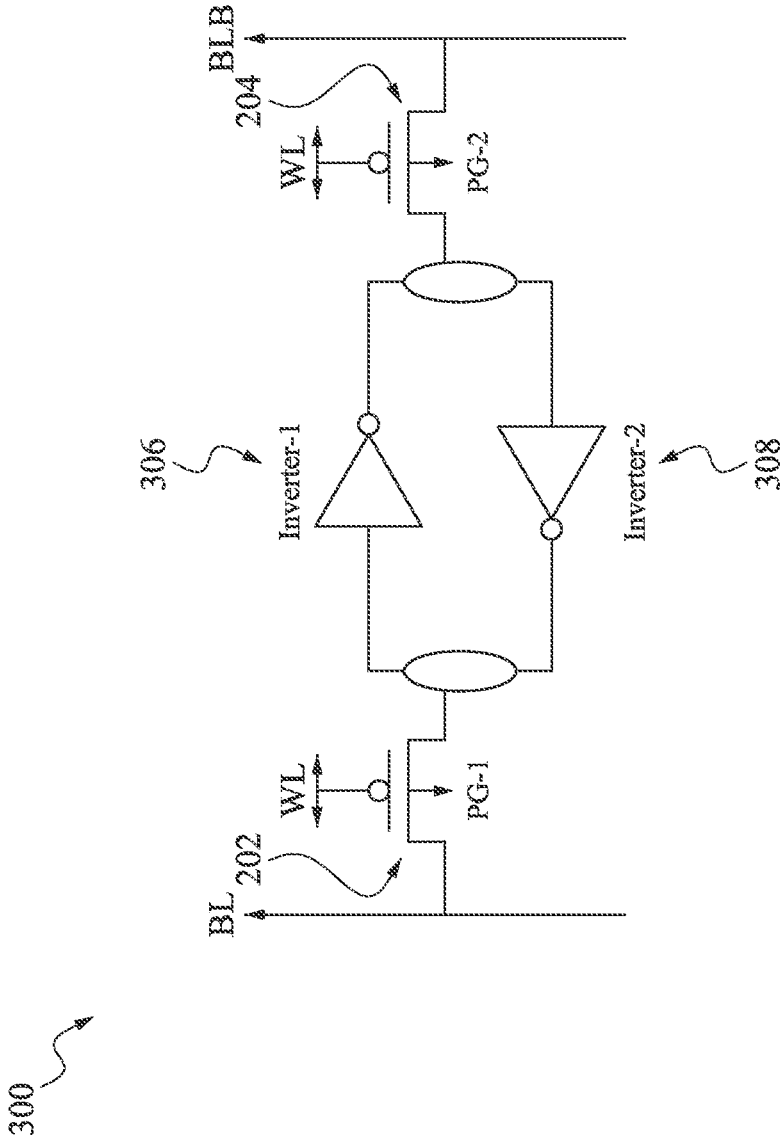 300
BL
202
WL
PG-1
306
Inverter-1
Inverter-2
308
WL
204
PG-2
BLB